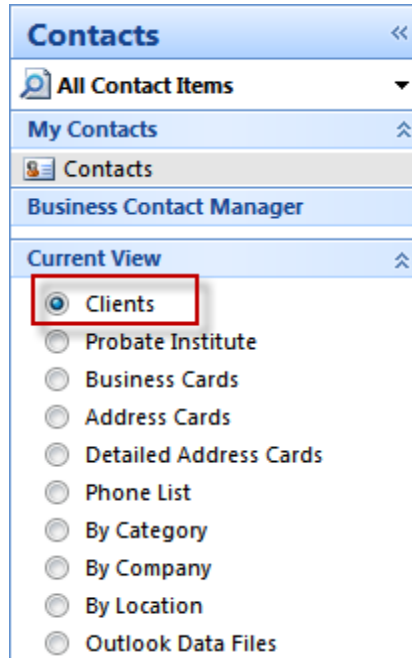 Contacts
All Contact Items
My Contacts
Contacts
Business Contact Manager
Current View
Clients
Probate Institute
Business Cards
Address Cards
Detailed Address Cards
Phone List
By Category
By Company
By Location
Outlook Data Files